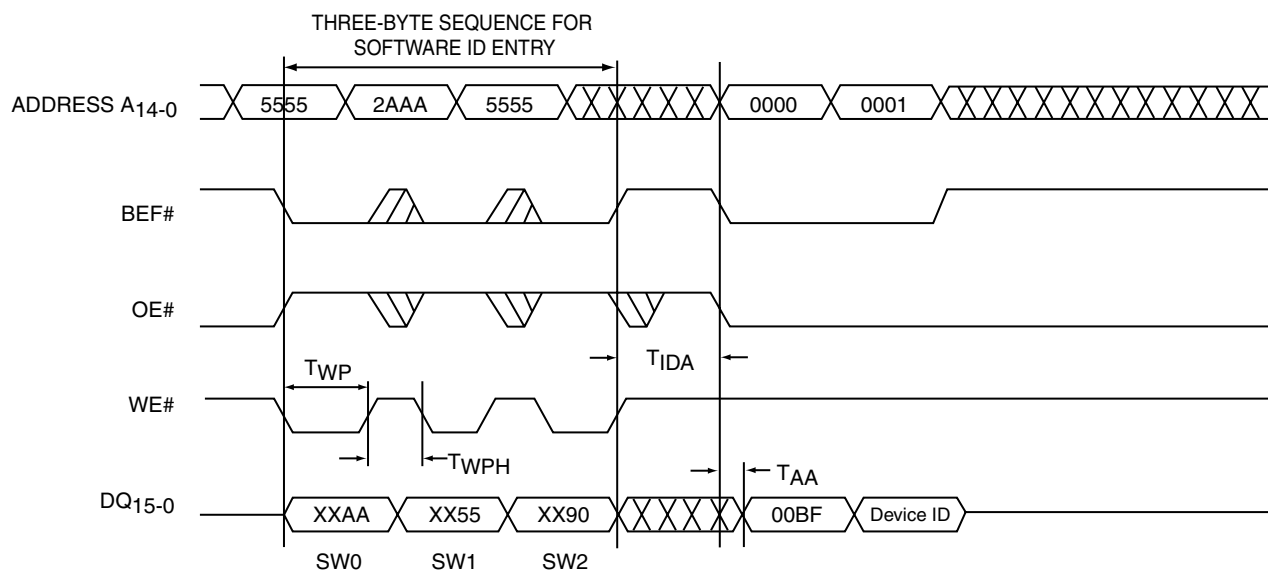 THREE-BYTE SEQUENCE FOR
SOFTWARE ID ENTRY
ADDRESS A14-0
5555 2AAA 5555 0000 0001
BEF#
OE#
TWP
TIDA
WE#
TWPH
TAA
DQ15-0
XXAA XX55 XX90 00BF Device ID
SW0 SW1 SW2